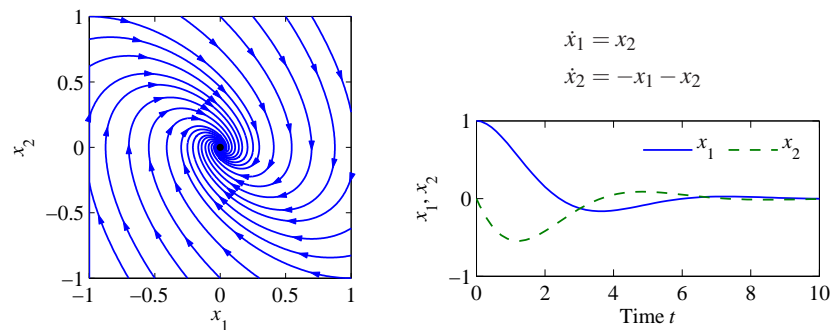 1
0.5
0
−0.5
−1
−1 −0.5 0 0.5 1
x₂
x₁
ẋ₁ = x₂
ẋ₂ = −x₁ − x₂
1
0
−1
0 2 4 6 8 10
x₁, x₂
x₁ x₂
Time t